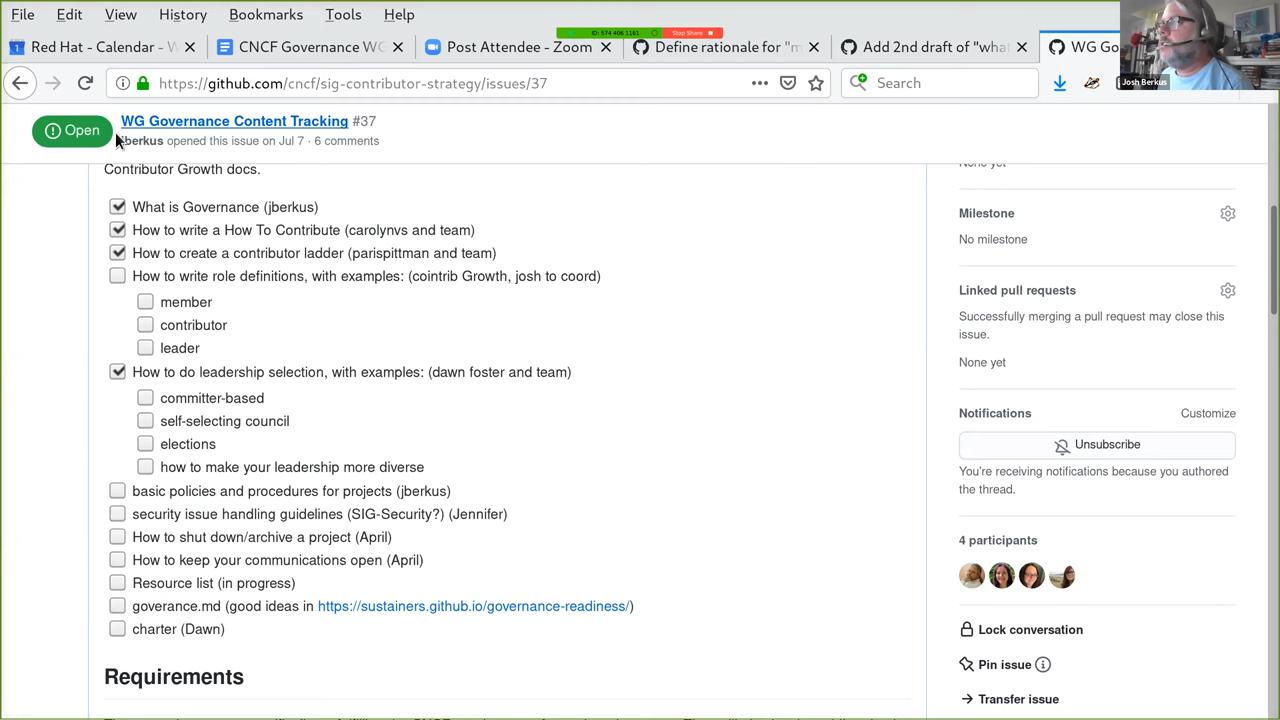 File Edit View History Bookmarks Tools Help
ID: 574 406 1161 Stop Share
Red Hat - Calendar - W
CNCF Governance WG
Post Attendee - Zoom
Define rationale for "m
Add 2nd draft of "wha
WG Go
https://github.com/cncf/sig-contributor-strategy/issues/37
Search
Josh Berkus
Open
WG Governance Content Tracking #37
jberkus opened this issue on Jul 7 · 6 comments
Contributor Growth docs.
What is Governance (jberkus)
How to write a How To Contribute (carolynvs and team)
How to create a contributor ladder (parispittman and team)
How to write role definitions, with examples: (cointrib Growth, josh to coord)
member
contributor
leader
How to do leadership selection, with examples: (dawn foster and team)
committer-based
self-selecting council
elections
how to make your leadership more diverse
basic policies and procedures for projects (jberkus)
security issue handling guidelines (SIG-Security?) (Jennifer)
How to shut down/archive a project (April)
How to keep your communications open (April)
Resource list (in progress)
goverance.md (good ideas in https://sustainers.github.io/governance-readiness/)
charter (Dawn)
Requirements
None yet
Milestone
No milestone
Linked pull requests
Successfully merging a pull request may close this
issue.
None yet
Notifications Customize
Unsubscribe
You're receiving notifications because you authored
the thread.
4 participants
Lock conversation
Pin issue
Transfer issue